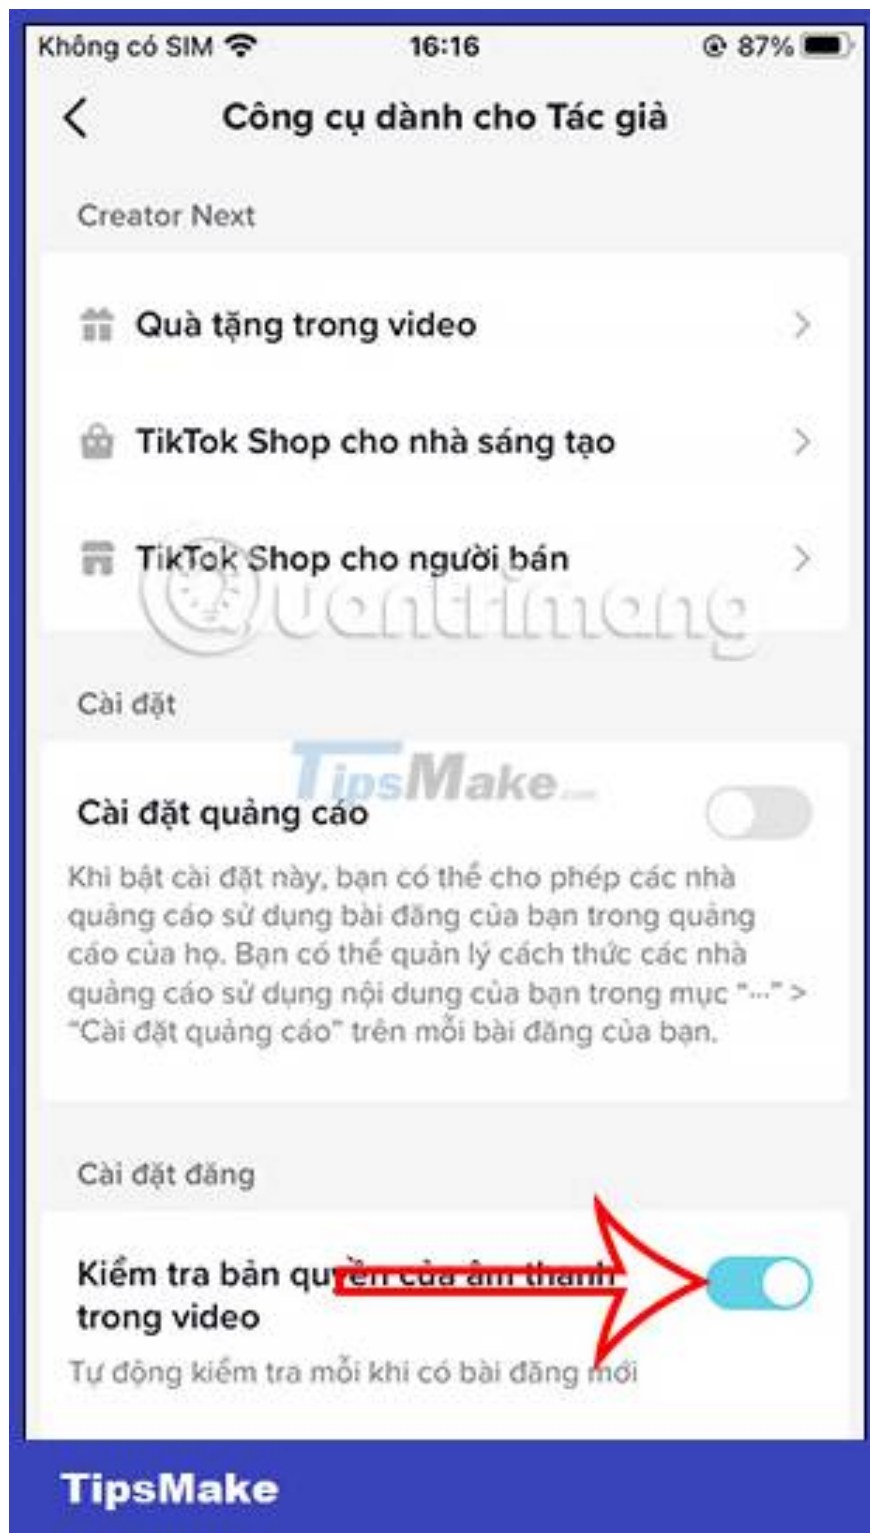 Không có SIM 16:16 87%
Công cụ dành cho Tác giả
Creator Next
Quà tặng trong video
TikTok Shop cho nhà sáng tạo
TikTok Shop cho người bán
Quantrimang
Cài đặt
TipsMake.com
Cài đặt quảng cáo
Khi bật cài đặt này, bạn có thể cho phép các nhà
quảng cáo sử dụng bài đăng của bạn trong quảng
cáo của họ. Bạn có thể quản lý cách thức các nhà
quảng cáo sử dụng nội dung của bạn trong mục “...” >
“Cài đặt quảng cáo” trên mỗi bài đăng của bạn.
Cài đặt đăng
Kiểm tra bản quyền của âm thanh
trong video
Tự động kiểm tra mỗi khi có bài đăng mới
TipsMake